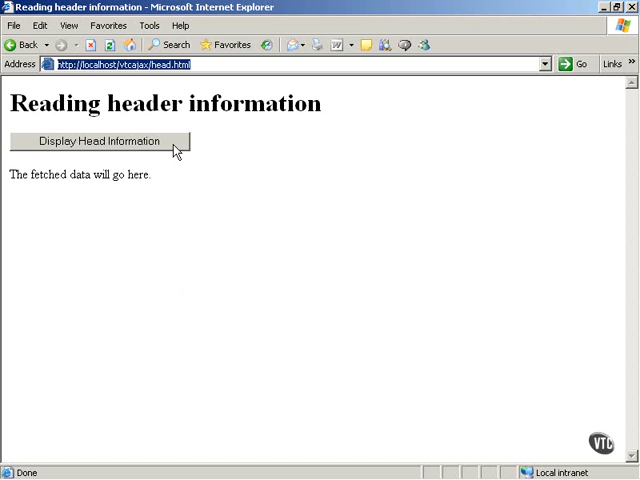 Reading header information - Microsoft Internet Explorer
File Edit View Favorites Tools Help
Back Search Favorites
Address http://localhost/vtcajax/head.html Go Links »
Reading header information
Display Head Information
The fetched data will go here.
VTC
Done Local intranet